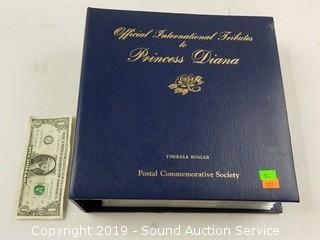 Official International Tributes
to
Princess Diana
THERESA BOSLER
Postal Commemorative Society
Copyright 2019 - Sound Auction Service